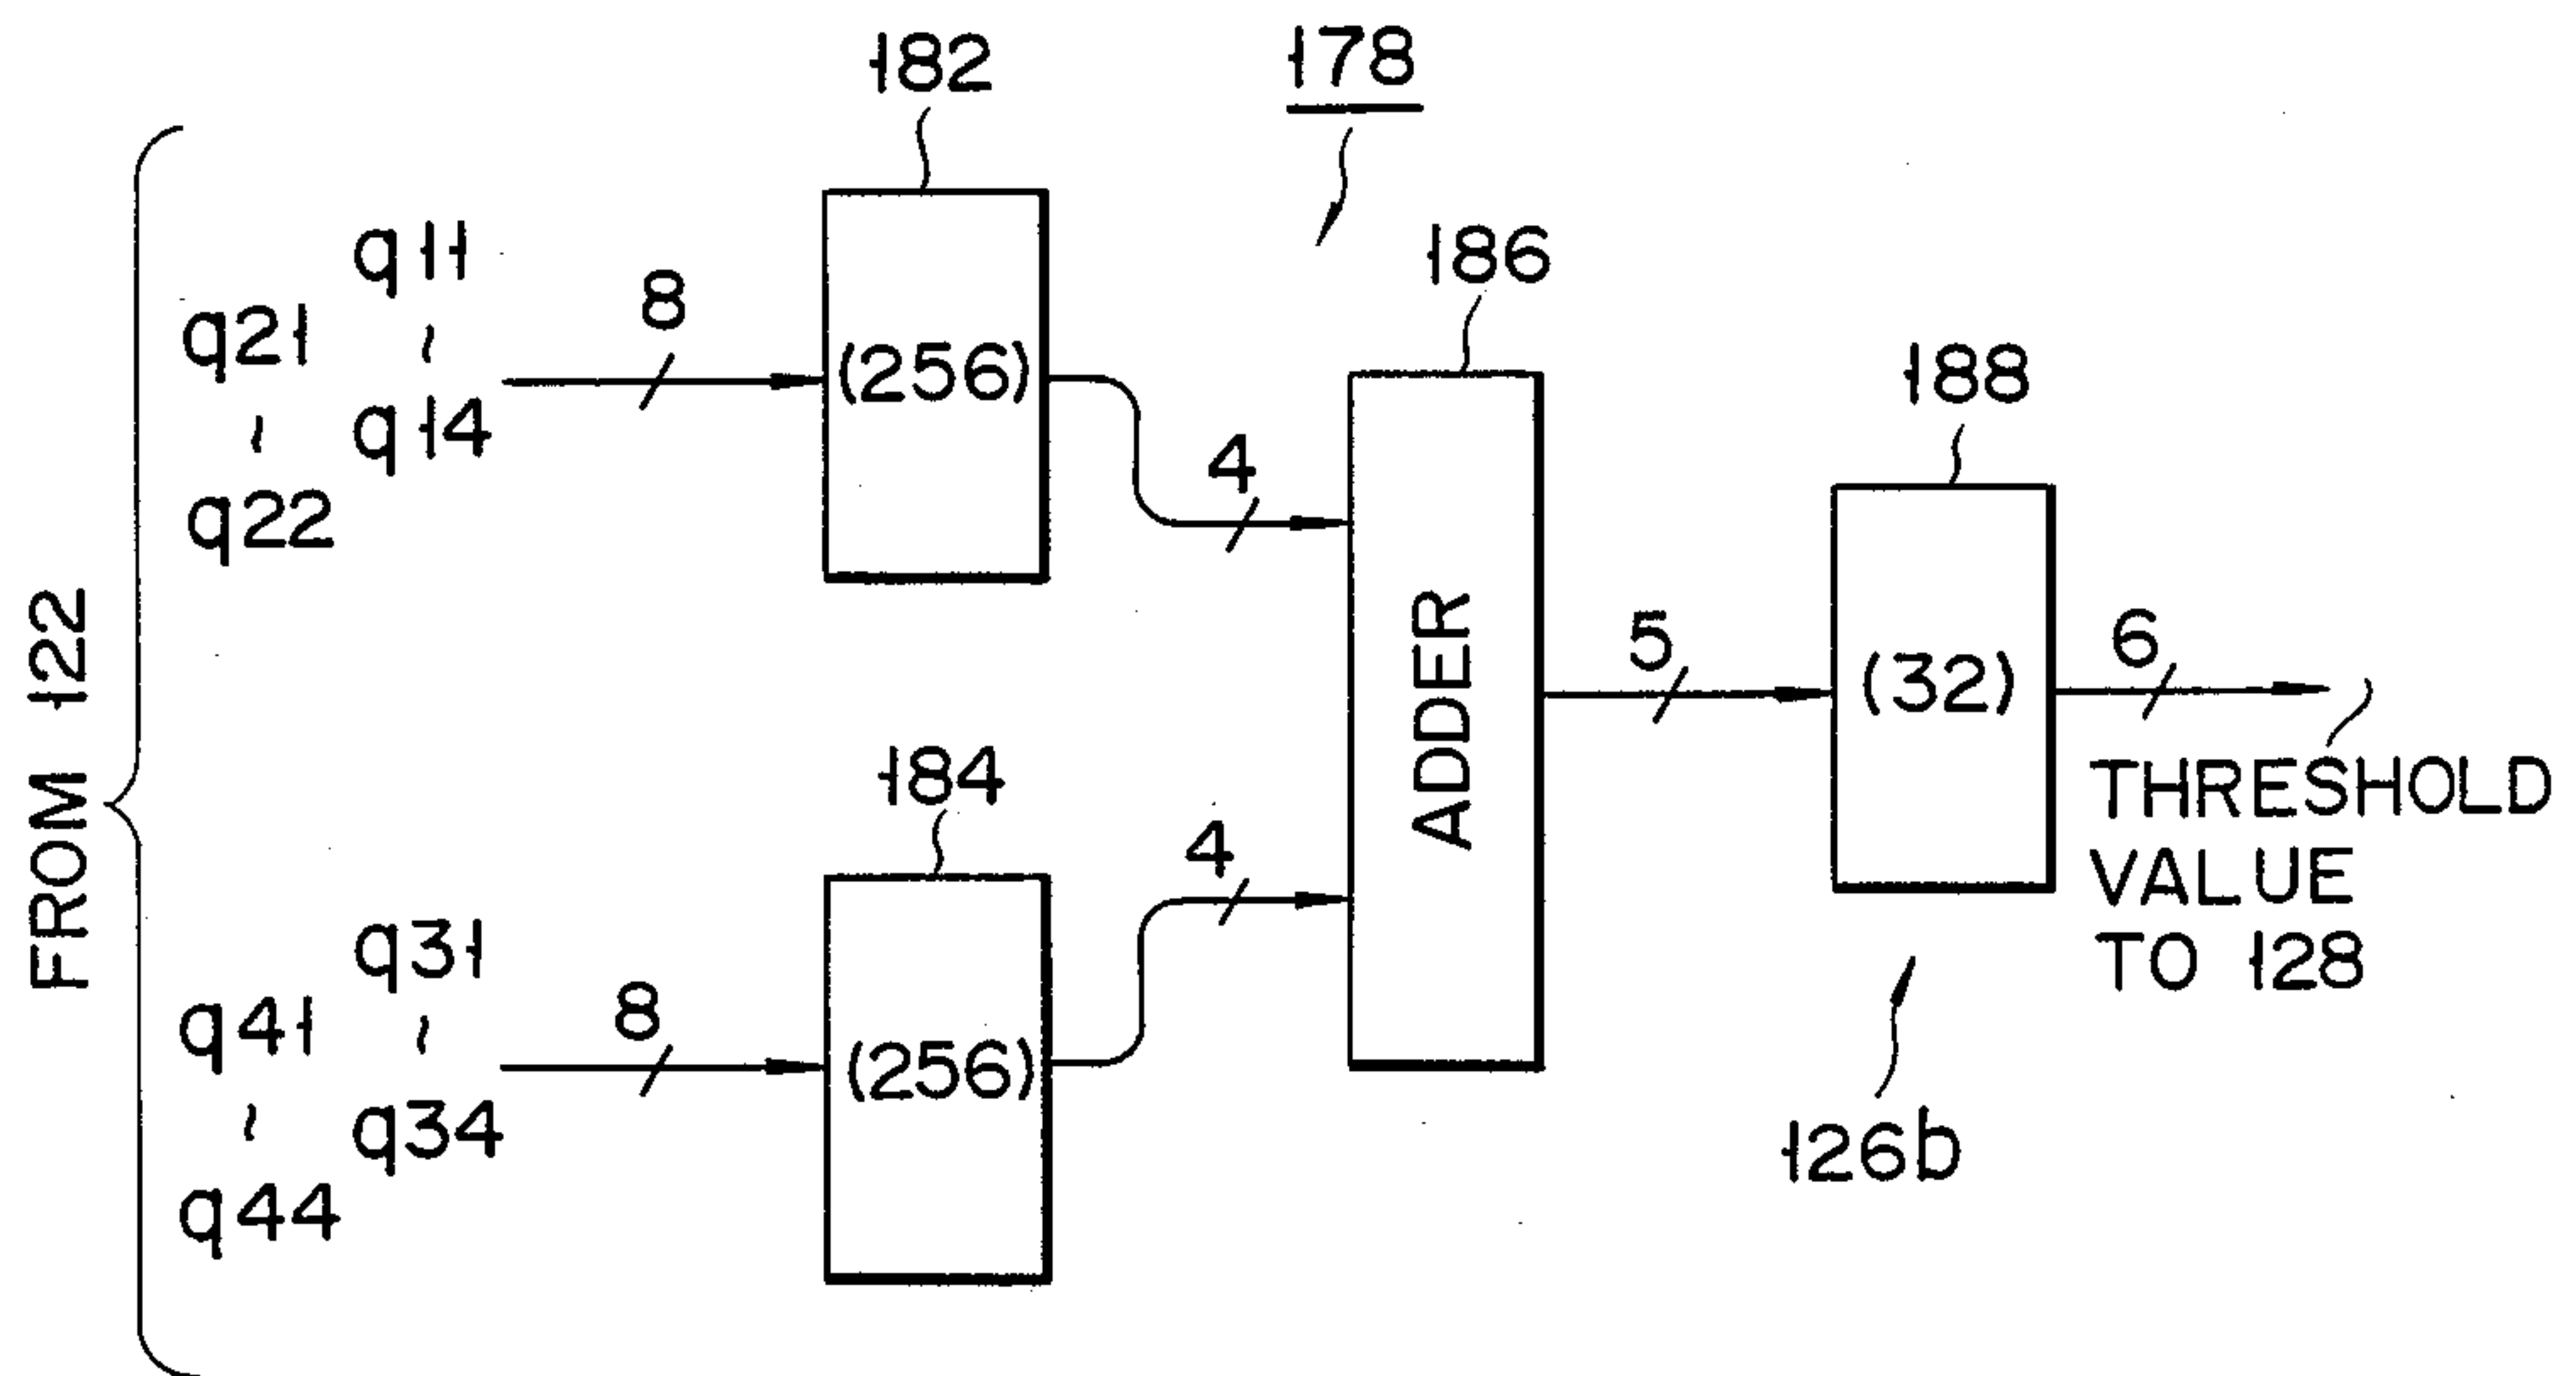 178
182
q11
~
q14
q21
~
q22
8
(256)
4
186
ADDER
FROM 122
184
q31
~
q34
q41
~
q44
8
(256)
4
5
188
(32)
6
THRESHOLD
VALUE
TO 128
126b